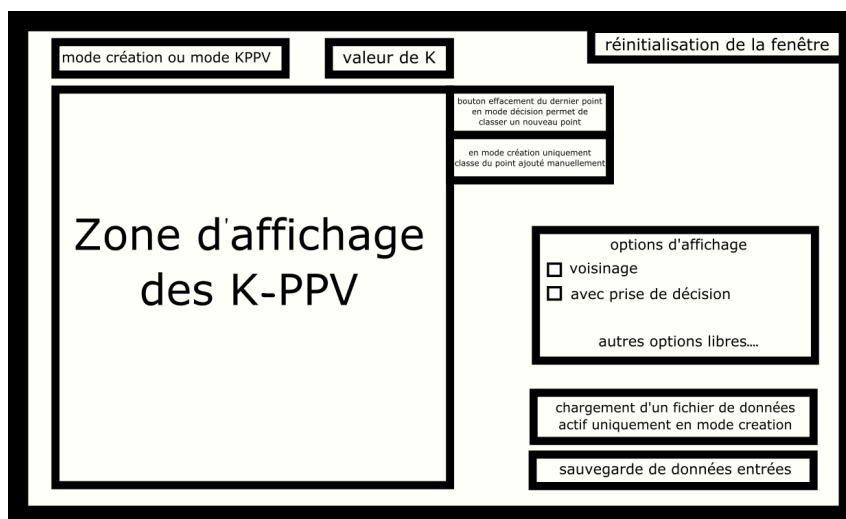 mode création ou mode KPPV
valeur de K
réinitialisation de la fenêtre
bouton effacement du dernier point
en mode décision permet de
classer un nouveau point
en mode création uniquement
classe du point ajouté manuellement
Zone d'affichage
des K-PPV
options d'affichage
voisinage
avec prise de décision
autres options libres....
chargement d'un fichier de données
actif uniquement en mode creation
sauvegarde de données entrées